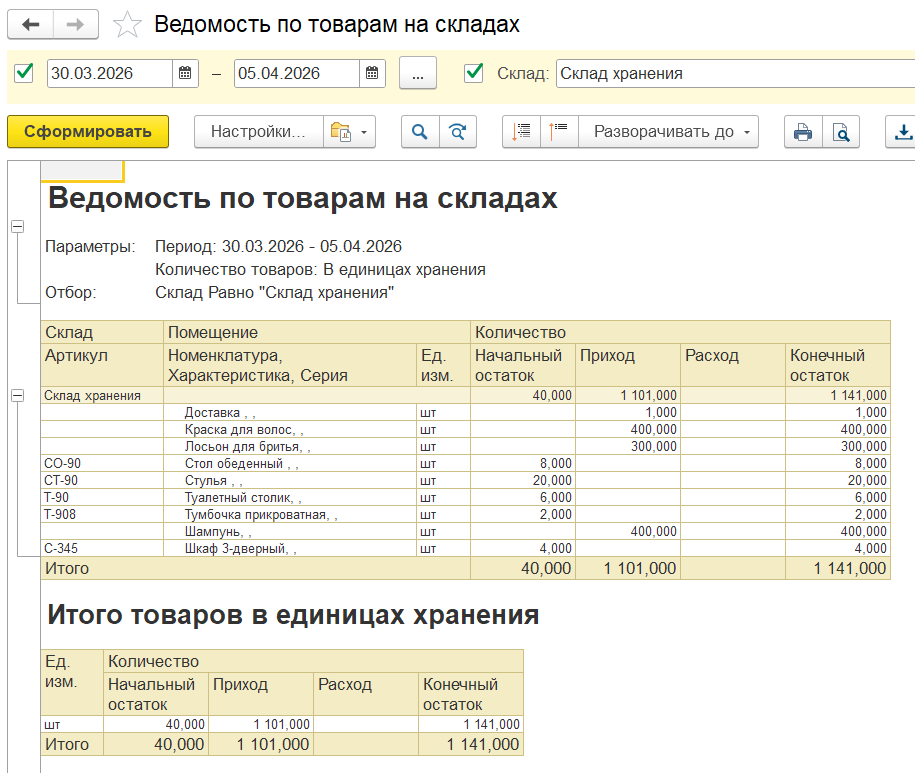 Ведомость по товарам на складах
30.03.2026 – 05.04.2026 ... Склад: Склад хранения
Сформировать Настройки... Разворачивать до
Ведомость по товарам на складах
Параметры: Период: 30.03.2026 - 05.04.2026
Количество товаров: В единицах хранения
Отбор: Склад Равно "Склад хранения"
Склад Помещение Количество
Артикул Номенклатура, Ед. Начальный Приход Расход Конечный
Характеристика, Серия изм. остаток остаток
Склад хранения 40,000 1 101,000 1 141,000
Доставка , , шт 1,000 1,000
Краска для волос, , шт 400,000 400,000
Лосьон для бритья, , шт 300,000 300,000
СО-90 Стол обеденный , , шт 8,000 8,000
СТ-90 Стулья , , шт 20,000 20,000
Т-90 Туалетный столик, , шт 6,000 6,000
Т-908 Тумбочка прикроватная, , шт 2,000 2,000
Шампунь, , шт 400,000 400,000
С-345 Шкаф 3-дверный, , шт 4,000 4,000
Итого 40,000 1 101,000 1 141,000
Итого товаров в единицах хранения
Ед. Количество
изм. Начальный Приход Расход Конечный
остаток остаток
шт 40,000 1 101,000 1 141,000
Итого 40,000 1 101,000 1 141,000